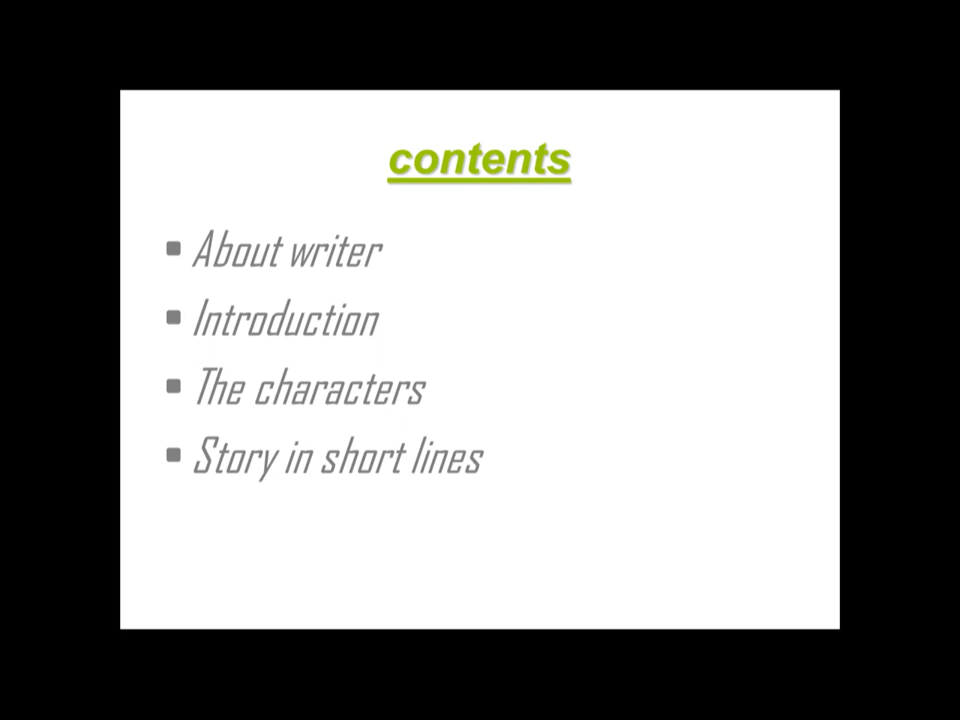 contents
▪ About writer
▪ Introduction
▪ The characters
▪ Story in short lines